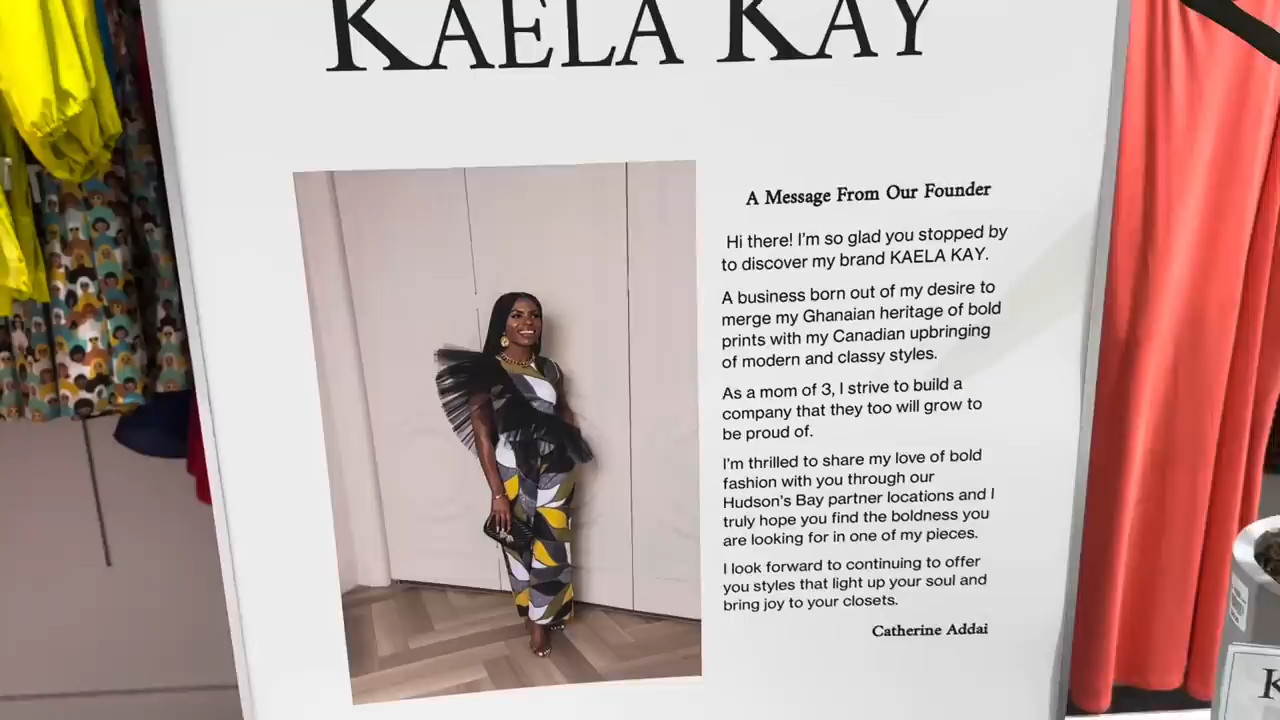 KAELA KAY
A Message From Our Founder
Hi there! I'm so glad you stopped by
to discover my brand KAELA KAY.
A business born out of my desire to
merge my Ghanaian heritage of bold
prints with my Canadian upbringing
of modern and classy styles.
As a mom of 3, I strive to build a
company that they too will grow to
be proud of.
I'm thrilled to share my love of bold
fashion with you through our
Hudson's Bay partner locations and I
truly hope you find the boldness you
are looking for in one of my pieces.
I look forward to continuing to offer
you styles that light up your soul and
bring joy to your closets.
Catherine Addai
K